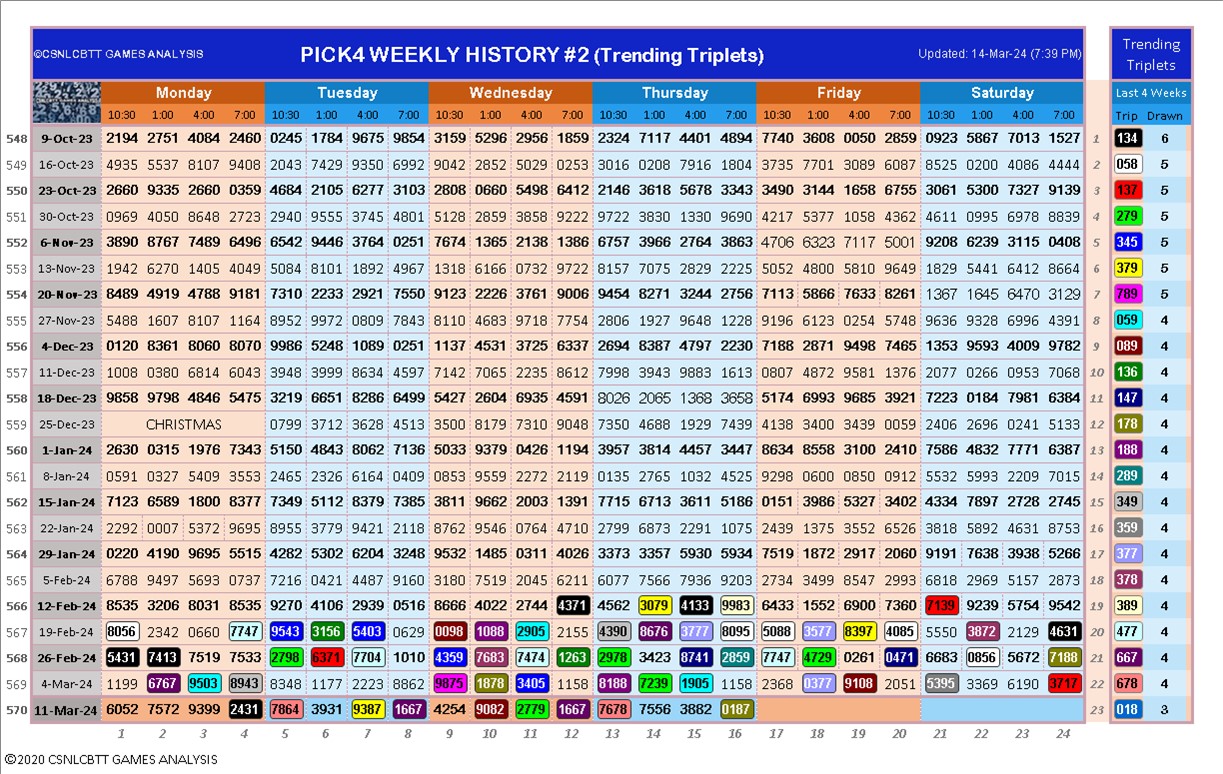 ©CSNLCBTT GAMES ANALYSIS PICK4 WEEKLY HISTORY #2 (Trending Triplets) Updated: 14-Mar-24 (7:39 PM) Trending
Triplets
Monday Tuesday Wednesday Thursday Friday Saturday Last 4 Weeks
10:30 1:00 4:00 7:00 10:30 1:00 4:00 7:00 10:30 1:00 4:00 7:00 10:30 1:00 4:00 7:00 10:30 1:00 4:00 7:00 10:30 1:00 4:00 7:00 Trip Drawn
548 9-Oct-23 2194 2751 4084 2460 0245 1784 9675 9854 3159 5296 2956 1859 2324 7117 4401 4894 7740 3608 0050 2859 0923 5867 7013 1527 1 134 6
549 16-Oct-23 4935 5537 8107 9408 2043 7429 9350 6950 9042 2852 5029 0253 3016 0208 7916 1804 3735 7701 3089 6087 8525 0200 4086 4444 2 058 5
550 23-Oct-23 2660 9335 2660 0359 4684 2105 6277 3103 2808 0660 5498 6412 2146 3618 5678 3343 3490 3144 1658 6755 3061 5300 7327 9139 3 137 5
551 30-Oct-23 0969 4050 8648 2723 2940 9555 3745 4801 5128 2859 3858 9222 9722 3830 1330 9690 4217 5377 1058 4362 4611 0995 6978 8839 4 279 5
552 6-Nov-23 3890 8767 7489 6496 6542 9446 3764 0251 7674 1365 2138 1386 6757 3966 2764 3863 4706 6323 7117 5001 9208 6239 3115 0408 5 345 5
553 13-Nov-23 1942 6270 1405 4049 5084 8101 1892 4967 1318 6166 0732 9722 8157 7075 2829 2225 5052 4800 5810 9649 1829 5441 6412 8664 6 379 5
554 20-Nov-23 8489 4919 4788 9181 7310 2233 2921 7550 9123 2226 3761 9006 9454 8271 3244 2756 7113 5866 7633 8261 1367 1645 6470 3129 7 789 5
555 27-Nov-23 5488 1607 8107 1164 8952 9972 0809 7843 8110 4683 9718 7754 2806 1927 9648 1228 9196 6123 0254 5748 9636 9328 6996 4391 8 059 4
556 4-Dec-23 0120 8361 8060 8070 9986 5248 1089 0251 1137 4531 3725 6337 2694 8387 4797 2230 7188 2871 9498 7465 1353 9593 4009 9782 9 089 4
557 11-Dec-23 1008 0380 6814 6043 3948 3999 8634 4597 7142 7065 2235 8612 7998 3943 9883 1613 0807 4872 9581 1376 2077 0266 0953 7068 10 136 4
558 18-Dec-23 9858 9798 4846 5475 3219 6651 8286 6499 5427 2604 6935 4591 8026 2065 1368 3658 5174 6993 9685 3921 7223 0184 7981 6384 11 147 4
559 25-Dec-23 CHRISTMAS 0799 3712 3628 4513 3500 8179 7310 9048 7350 4688 1929 7439 4138 3400 3439 0059 2406 2696 0241 5133 12 178 4
560 1-Jan-24 2630 0315 1976 7343 5150 4843 8062 7136 5033 9379 0426 1194 3957 3814 4457 3447 8634 8558 3100 2410 7586 4832 7771 6387 13 188 4
561 8-Jan-24 0591 0327 5409 3553 2465 2326 6164 0409 8353 9559 2272 2119 0135 2765 1032 4525 9298 0600 0850 0912 5532 5993 2209 7015 14 289 4
562 15-Jan-24 7123 6589 1800 8377 7349 5112 8379 7385 3811 9662 2003 1391 7715 6713 3611 5186 0151 3986 5327 3402 4334 7897 2728 2745 15 349 4
563 22-Jan-24 2292 0007 5372 9695 8955 3779 9421 2118 8762 9546 0764 4710 2799 6873 2291 1075 2439 1375 3552 6526 3818 5892 4631 8753 16 359 4
564 29-Jan-24 0220 4190 9695 5515 4282 5302 6204 3248 9532 1485 0311 4026 3373 3357 5930 5934 7519 1872 2917 2060 9191 7638 3938 5266 17 377 4
565 5-Feb-24 6788 9497 5693 0737 7216 0421 4487 9160 3180 7519 2045 6211 6077 7566 7936 9203 2734 3499 8547 2993 6818 2969 5157 2873 18 378 4
566 12-Feb-24 8535 3206 8031 8535 9270 4106 2939 0516 8666 4022 2744 4371 4562 3079 4133 9983 6433 1552 6900 7360 7139 9239 5754 9542 19 389 4
567 19-Feb-24 8056 2342 0660 7747 9543 3156 5403 0629 0098 1088 2905 2155 4390 8676 3777 8095 5088 3577 8397 4085 5550 3872 2129 4631 20 477 4
568 26-Feb-24 5431 7413 7519 7533 2798 6371 7704 1010 4359 7683 7474 1263 2978 3423 8741 2859 7747 4729 0261 0471 6683 0856 5672 7188 21 667 4
569 4-Mar-24 1199 6767 9503 8943 8348 1177 2223 8862 9875 1878 3405 1158 8188 7239 1905 1158 2368 0377 9108 2051 5395 3369 6190 3717 22 678 4
570 11-Mar-24 6052 7572 9399 2431 7864 3931 9387 1667 4254 9082 2779 1667 7678 7556 3882 0187 23 018 3
1 2 3 4 5 6 7 8 9 10 11 12 13 14 15 16 17 18 19 20 21 22 23 24
©2020 CSNLCBTT GAMES ANALYSIS